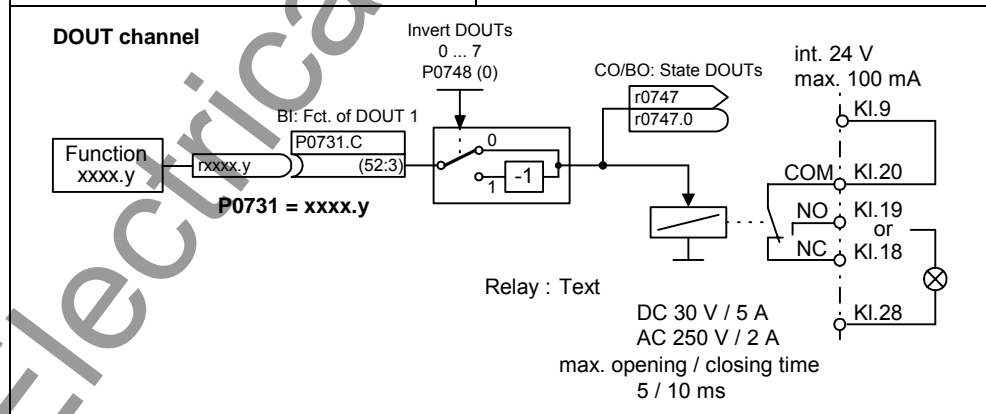 DOUT channel
Invert DOUTs
0 ... 7
P0748 (0)
CO/BO: State DOUTs
r0747
r0747.0
int. 24 V
max. 100 mA
Kl.9
BI: Fct. of DOUT 1
P0731.C
(52:3)
Function
xxxx.y
rxxxx.y
P0731 = xxxx.y
0
1
-1
COM
Kl.20
NO
Kl.19
or
NC
Kl.18
Kl.28
Relay : Text
DC 30 V / 5 A
AC 250 V / 2 A
max. opening / closing time
5 / 10 ms
Electrica